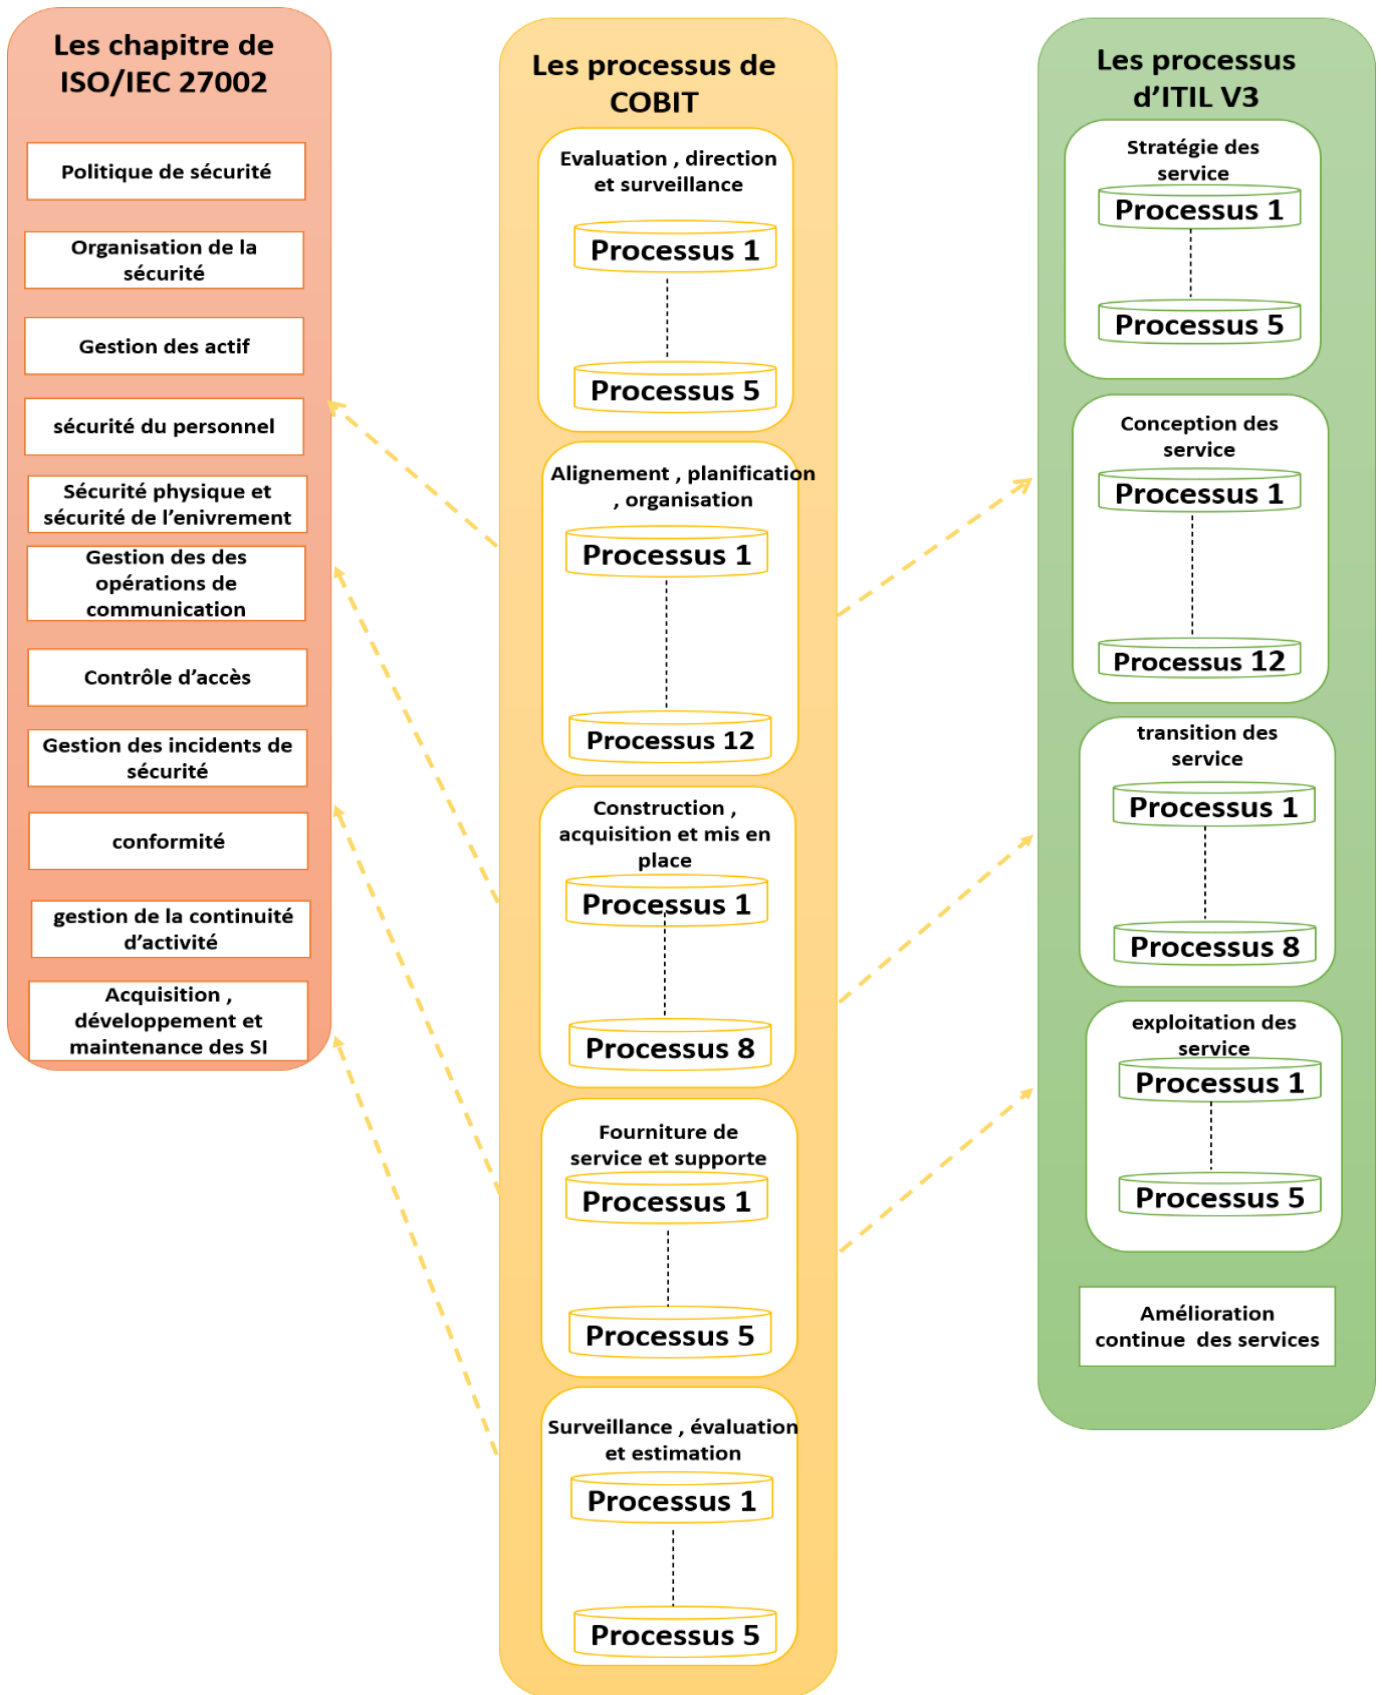 Les chapitre de
ISO/IEC 27002
Politique de sécurité
Organisation de la
sécurité
Gestion des actif
sécurité du personnel
Sécurité physique et
sécurité de l'enivrement
Gestion des des
opérations de
communication
Contrôle d'accès
Gestion des incidents de
sécurité
conformité
gestion de la continuité
d'activité
Acquisition ,
développement et
maintenance des SI
Les processus de
COBIT
Evaluation , direction
et surveillance
Processus 1
Processus 5
Alignement , planification
, organisation
Processus 1
Processus 12
Construction ,
acquisition et mis en
place
Processus 1
Processus 8
Fourniture de
service et supporte
Processus 1
Processus 5
Surveillance , évaluation
et estimation
Processus 1
Processus 5
Les processus
d'ITIL V3
Stratégie des
service
Processus 1
Processus 5
Conception des
service
Processus 1
Processus 12
transition des
service
Processus 1
Processus 8
exploitation des
service
Processus 1
Processus 5
Amélioration
continue des services